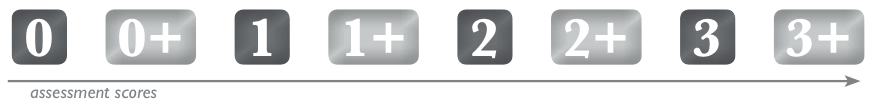 0 0+ 1 1+ 2 2+ 3 3+
assessment scores